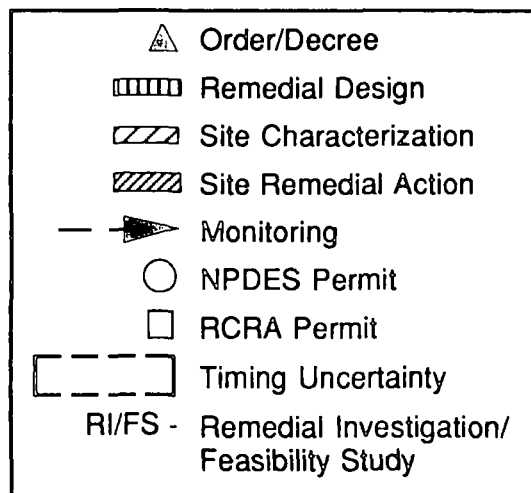 Order/Decree
Remedial Design
Site Characterization
Site Remedial Action
Monitoring
NPDES Permit
RCRA Permit
Timing Uncertainty
RI/FS - Remedial Investigation/
Feasibility Study